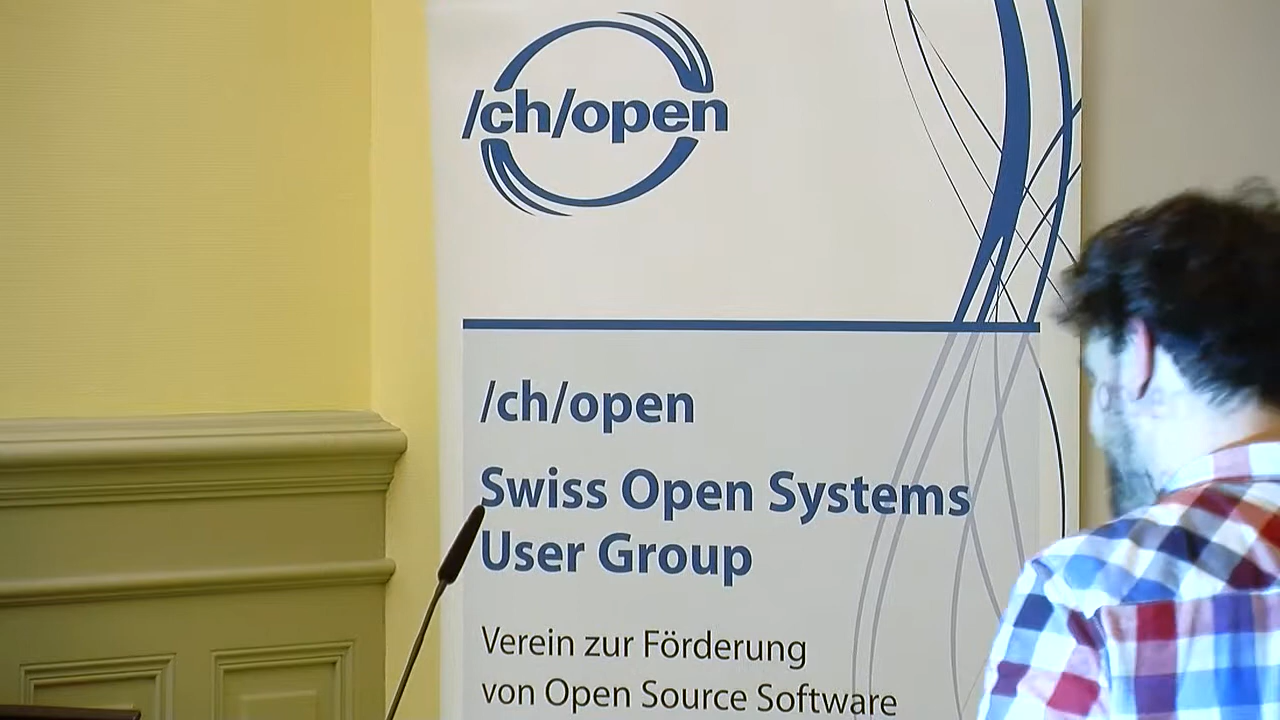 /ch/open
/ch/open
Swiss Open Systems
User Group
Verein zur Förderung
von Open Source Software